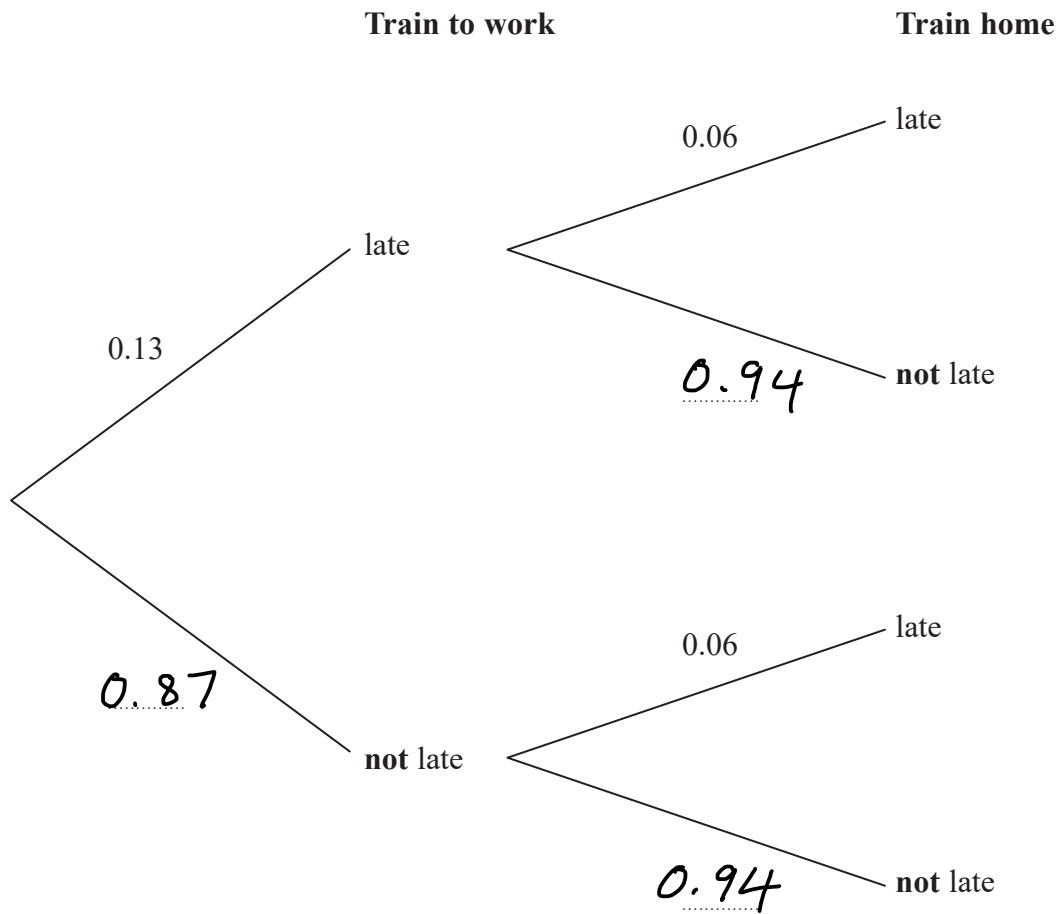 Train to work Train home
late
0.06
late
0.13
0.94 not late
late
0.06
0.87
not late
0.94 not late